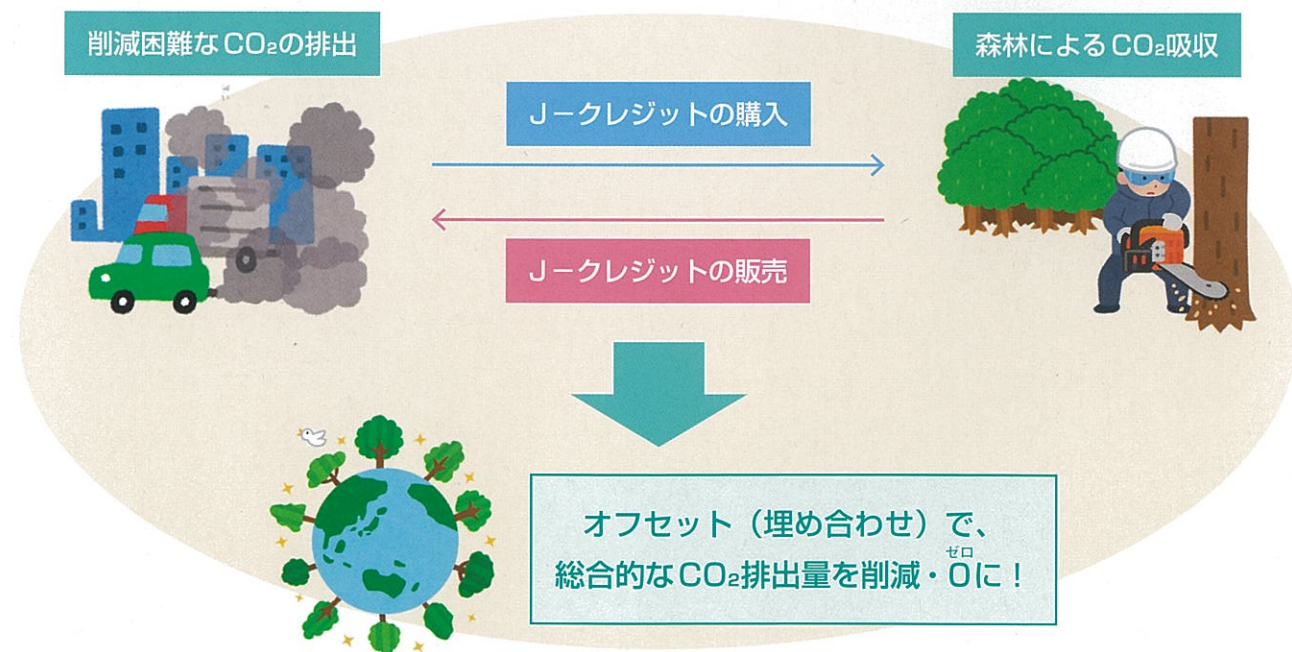 削減困難なCO₂の排出
森林によるCO₂吸収
J－クレジットの購入
J－クレジットの販売
オフセット（埋め合わせ）で、
ゼロ
総合的なCO₂排出量を削減・0に！